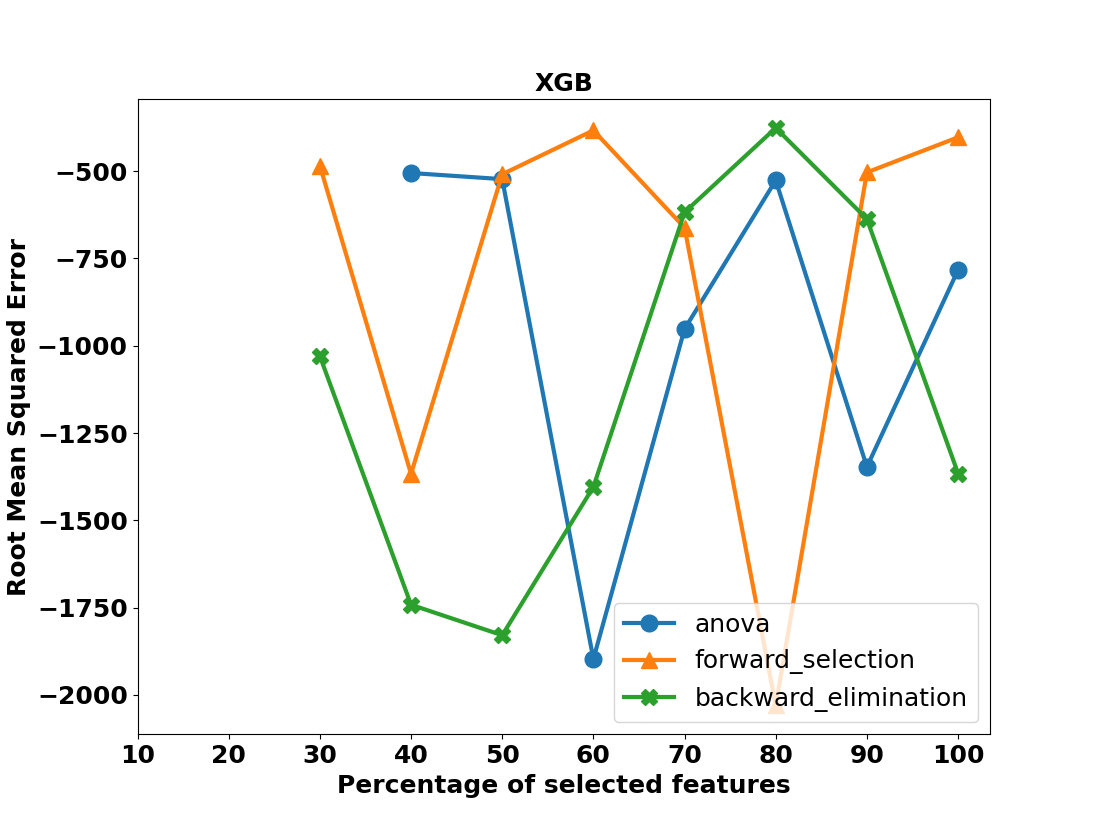 XGB
Root Mean Squared Error
−500
−750
−1000
−1250
−1500
−1750
−2000
anova
forward_selection
backward_elimination
10 20 30 40 50 60 70 80 90 100
Percentage of selected features